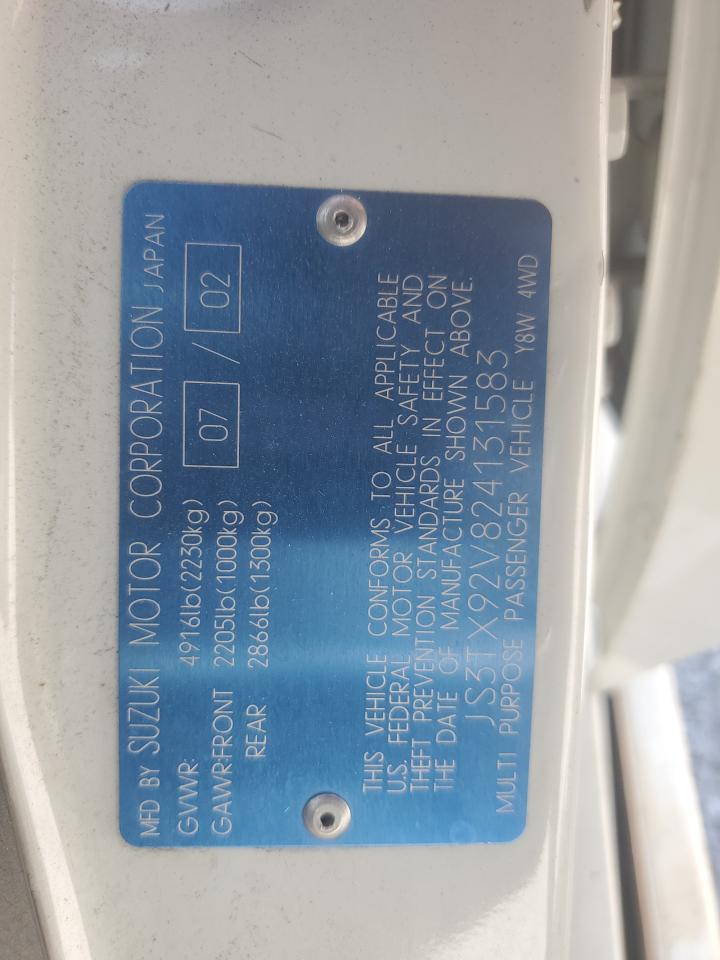 MFD BY SUZUKI MOTOR CORPORATION JAPAN
GVWR: 4916lb(2230kg) 07 / 02
GAWR:FRONT 2205lb(1000kg)
REAR : 2866lb(1300kg)
THIS VEHICLE CONFORMS TO ALL APPLICABLE
U.S. FEDERAL MOTOR VEHICLE SAFETY AND
THEFT PREVENTION STANDARDS IN EFFECT ON
THE DATE OF MANUFACTURE SHOWN ABOVE.
JS3TX92V824131583
MULTI PURPOSE PASSENGER VEHICLE Y8W 4WD